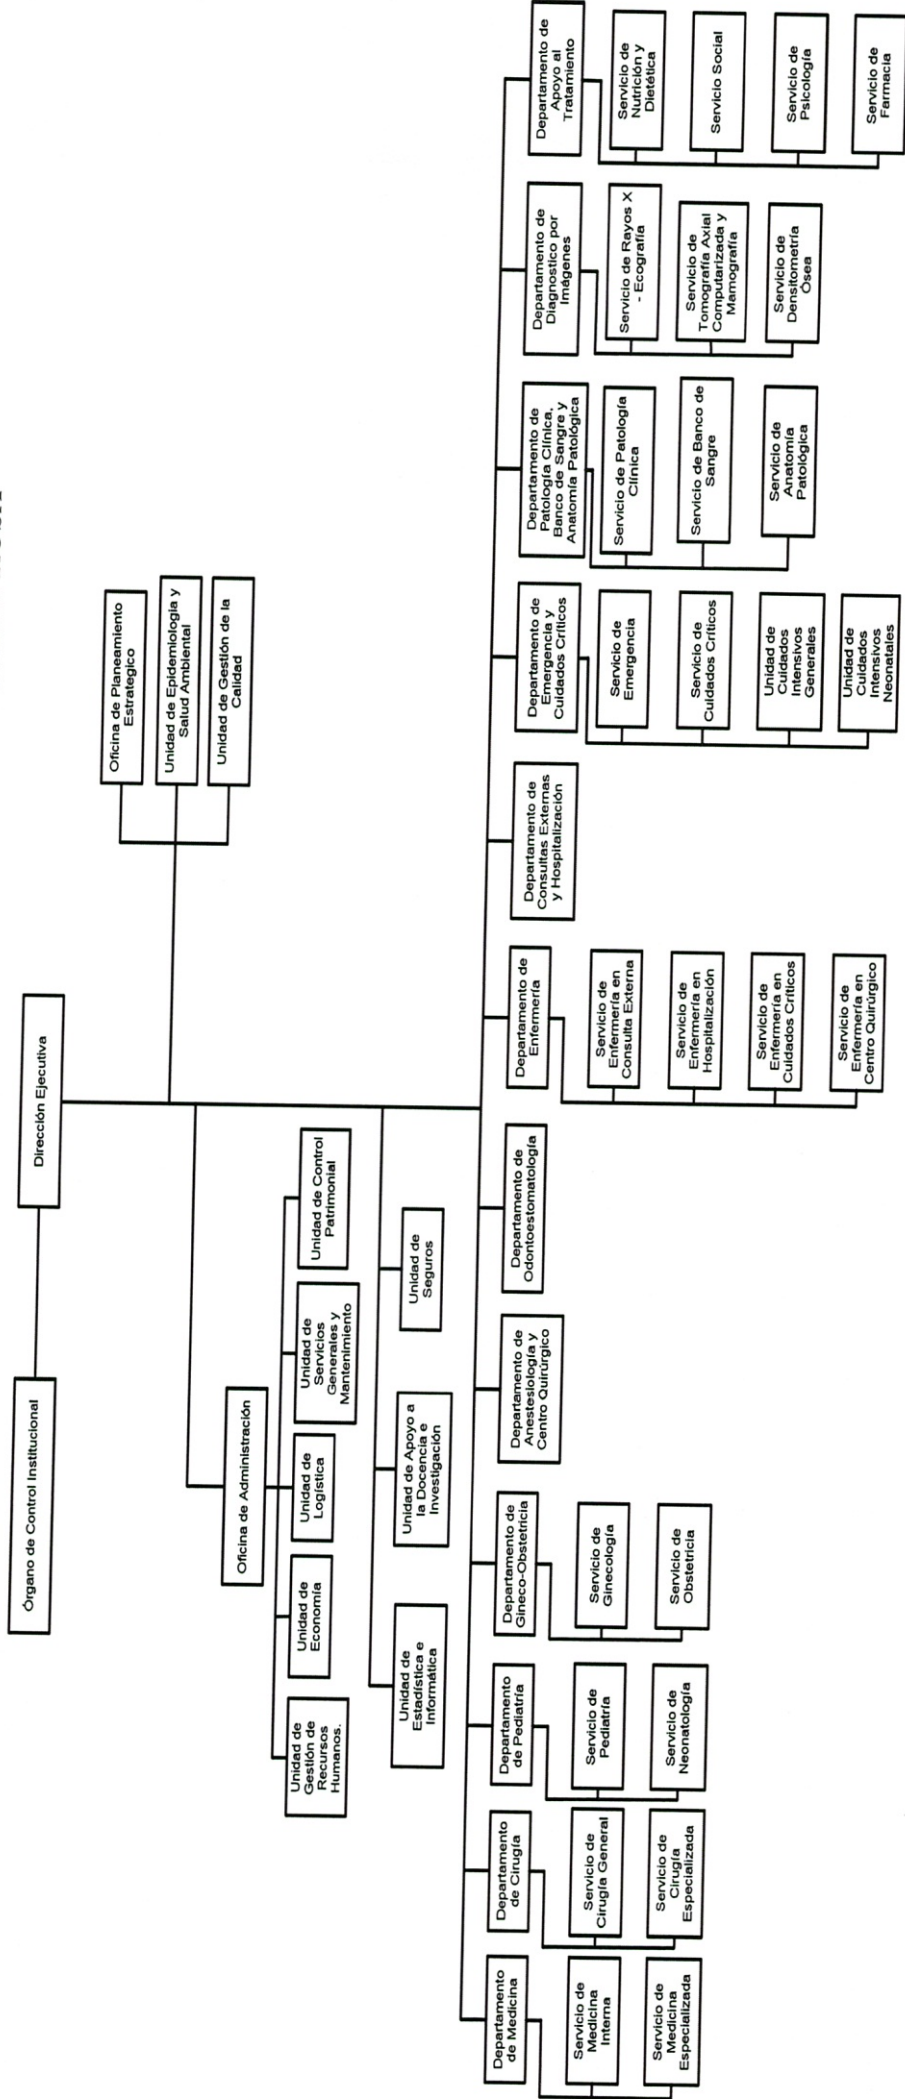 Órgano de Control Institucional
Dirección Ejecutiva
Oficina de Planeamiento
Estrategico
Unidad de Epidemiologia y
Salud Ambiental
Unidad de Gestión de la
Calidad
Oficina de Administración
Unidad de
Gestión de
Recursos
Humanos.
Unidad de
Economía
Unidad de
Logística
Unidad de
Servicios
Generales y
Mantenimiento
Unidad de Control
Patrimonial
Unidad de
Estadística e
Informática
Unidad de Apoyo a
la Docencia e
Investigación
Unidad de
Seguros
Departamento
de Medicina
Servicio de
Medicina
Interna
Servicio de
Medicina
Especializada
Departamento
de Cirugía
Servicio de
Cirugía General
Servicio de
Cirugía
Especializada
Departamento
de Pediatría
Servicio de
Pediatría
Servicio de
Neonatología
Departamento de
Gineco-Obstetricia
Servicio de
Ginecología
Servicio de
Obstetricia
Departamento de
Anestesiología y
Centro Quirúrgico
Departamento de
Odontoestomatología
Departamento de
Enfermería
Servicio de
Enfermería en
Consulta Externa
Servicio de
Enfermería en
Hospitalización
Servicio de
Enfermería en
Cuidados Críticos
Servicio de
Enfermería en
Centro Quirúrgico
Departamento de
Consultas Externas
y Hospitalización
Departamento de
Emergencia y
Cuidados Críticos
Servicio de
Emergencia
Servicio de
Cuidados Críticos
Unidad de
Cuidados
Intensivos
Generales
Unidad de
Cuidados
Intensivos
Neonatales
Departamento de
Patología Clínica,
Banco de Sangre y
Anatomía Patológica
Servicio de Patología
Clínica
Servicio de Banco de
Sangre
Servicio de
Anatomía
Patológica
Departamento de
Diagnostico por
Imágenes
Servicio de Rayos X
- Ecografía
Servicio de
Tomografía Axial
Computarizada y
Mamografía
Servicio de
Densitometría
Ósea
Departamento de
Apoyo al
Tratamiento
Servicio de
Nutrición y
Dietética
Servicio Social
Servicio de
Psicología
Servicio de
Farmacia